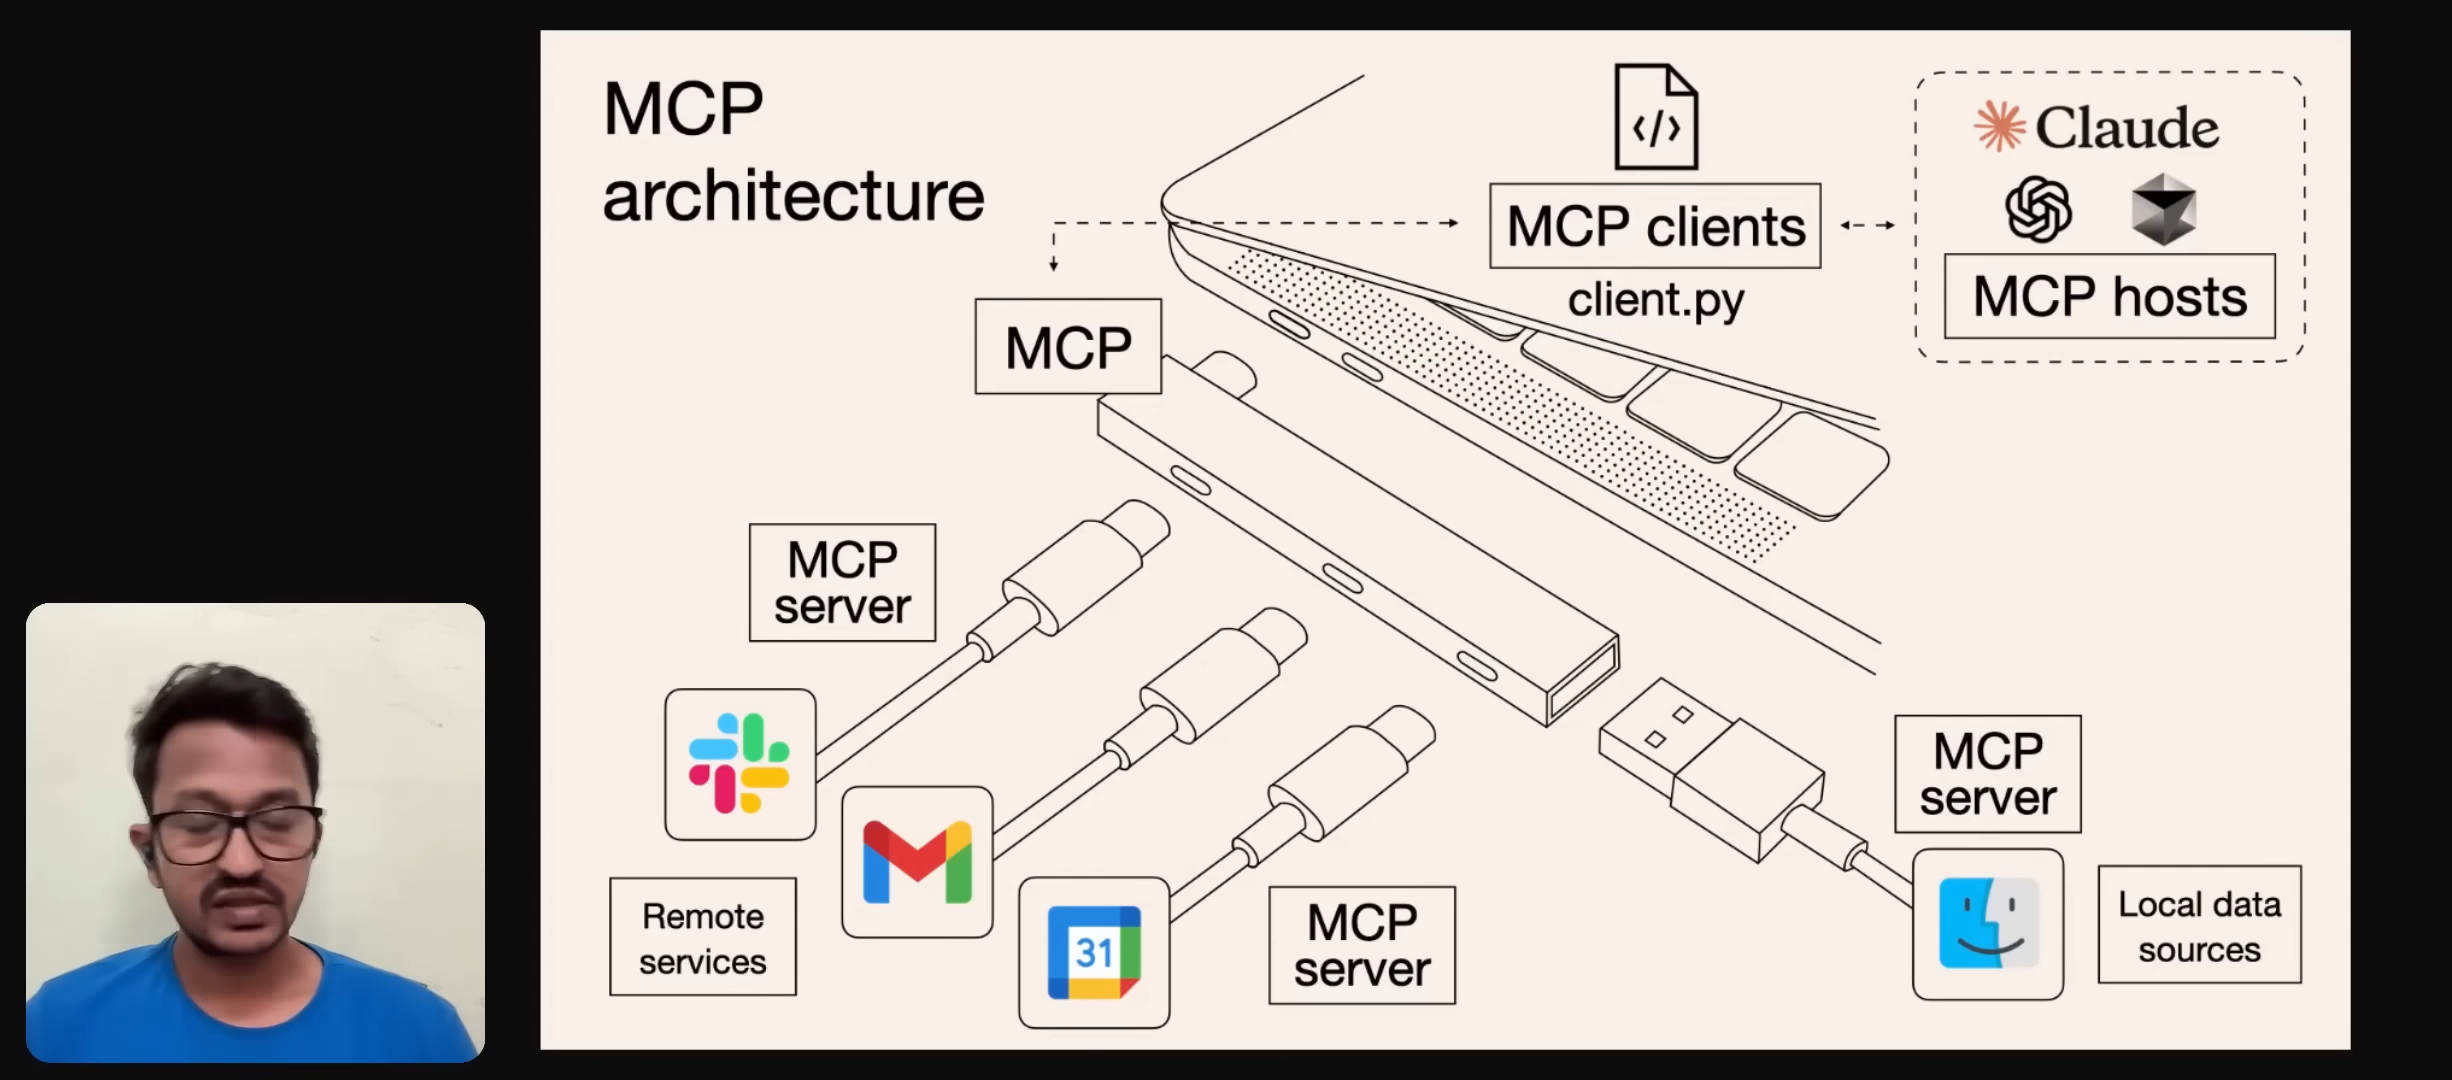 MCP
architecture
MCP clients
client.py
Claude
MCP hosts
MCP
MCP
server
Remote
services
31
MCP
server
MCP
server
Local data
sources